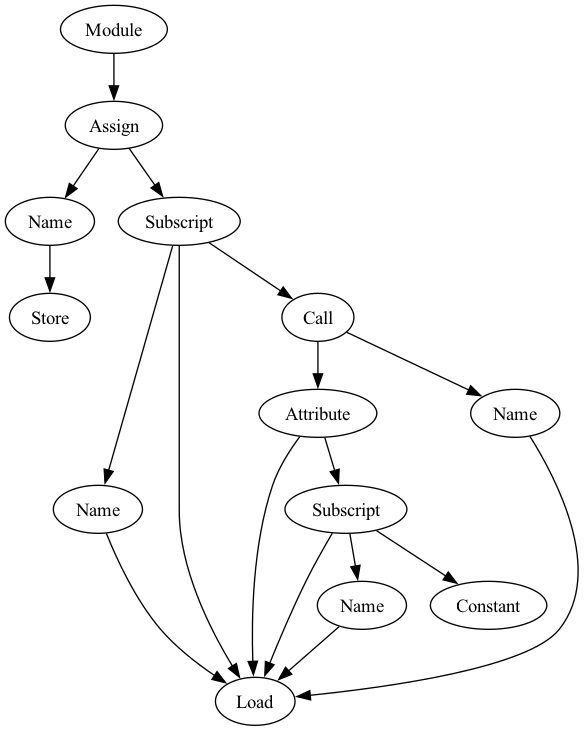 Module
Assign
Name
Subscript
Store
Call
Attribute
Name
Name
Subscript
Name
Constant
Load